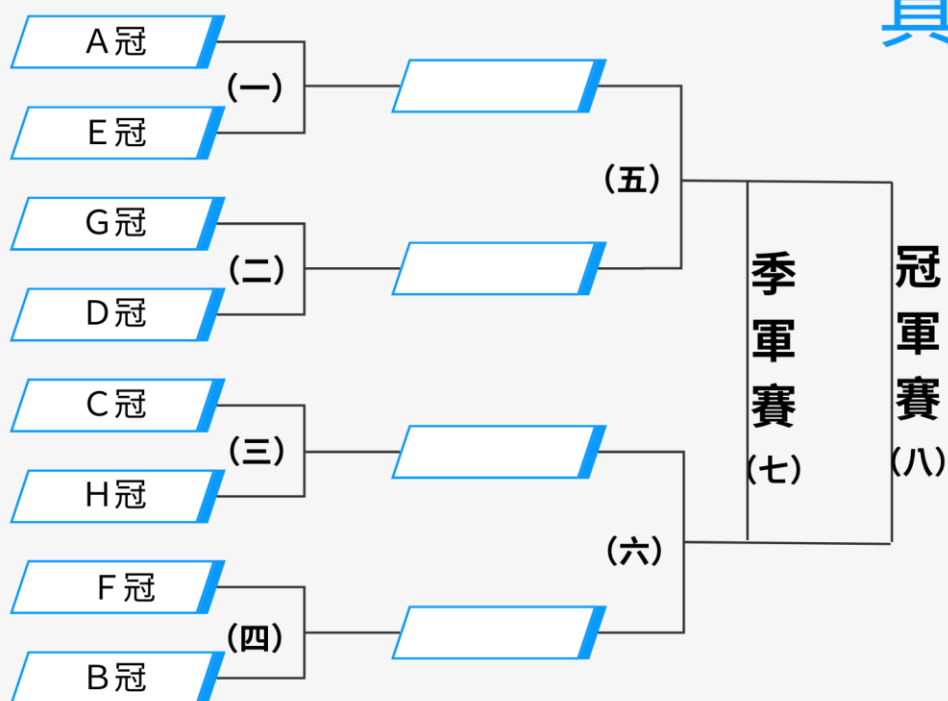 A冠
(一)
E冠
G冠
(二)
D冠
C冠
(三)
H冠
F冠
(四)
B冠
(五)
(六)
季軍賽
(七)
冠軍賽
(八)